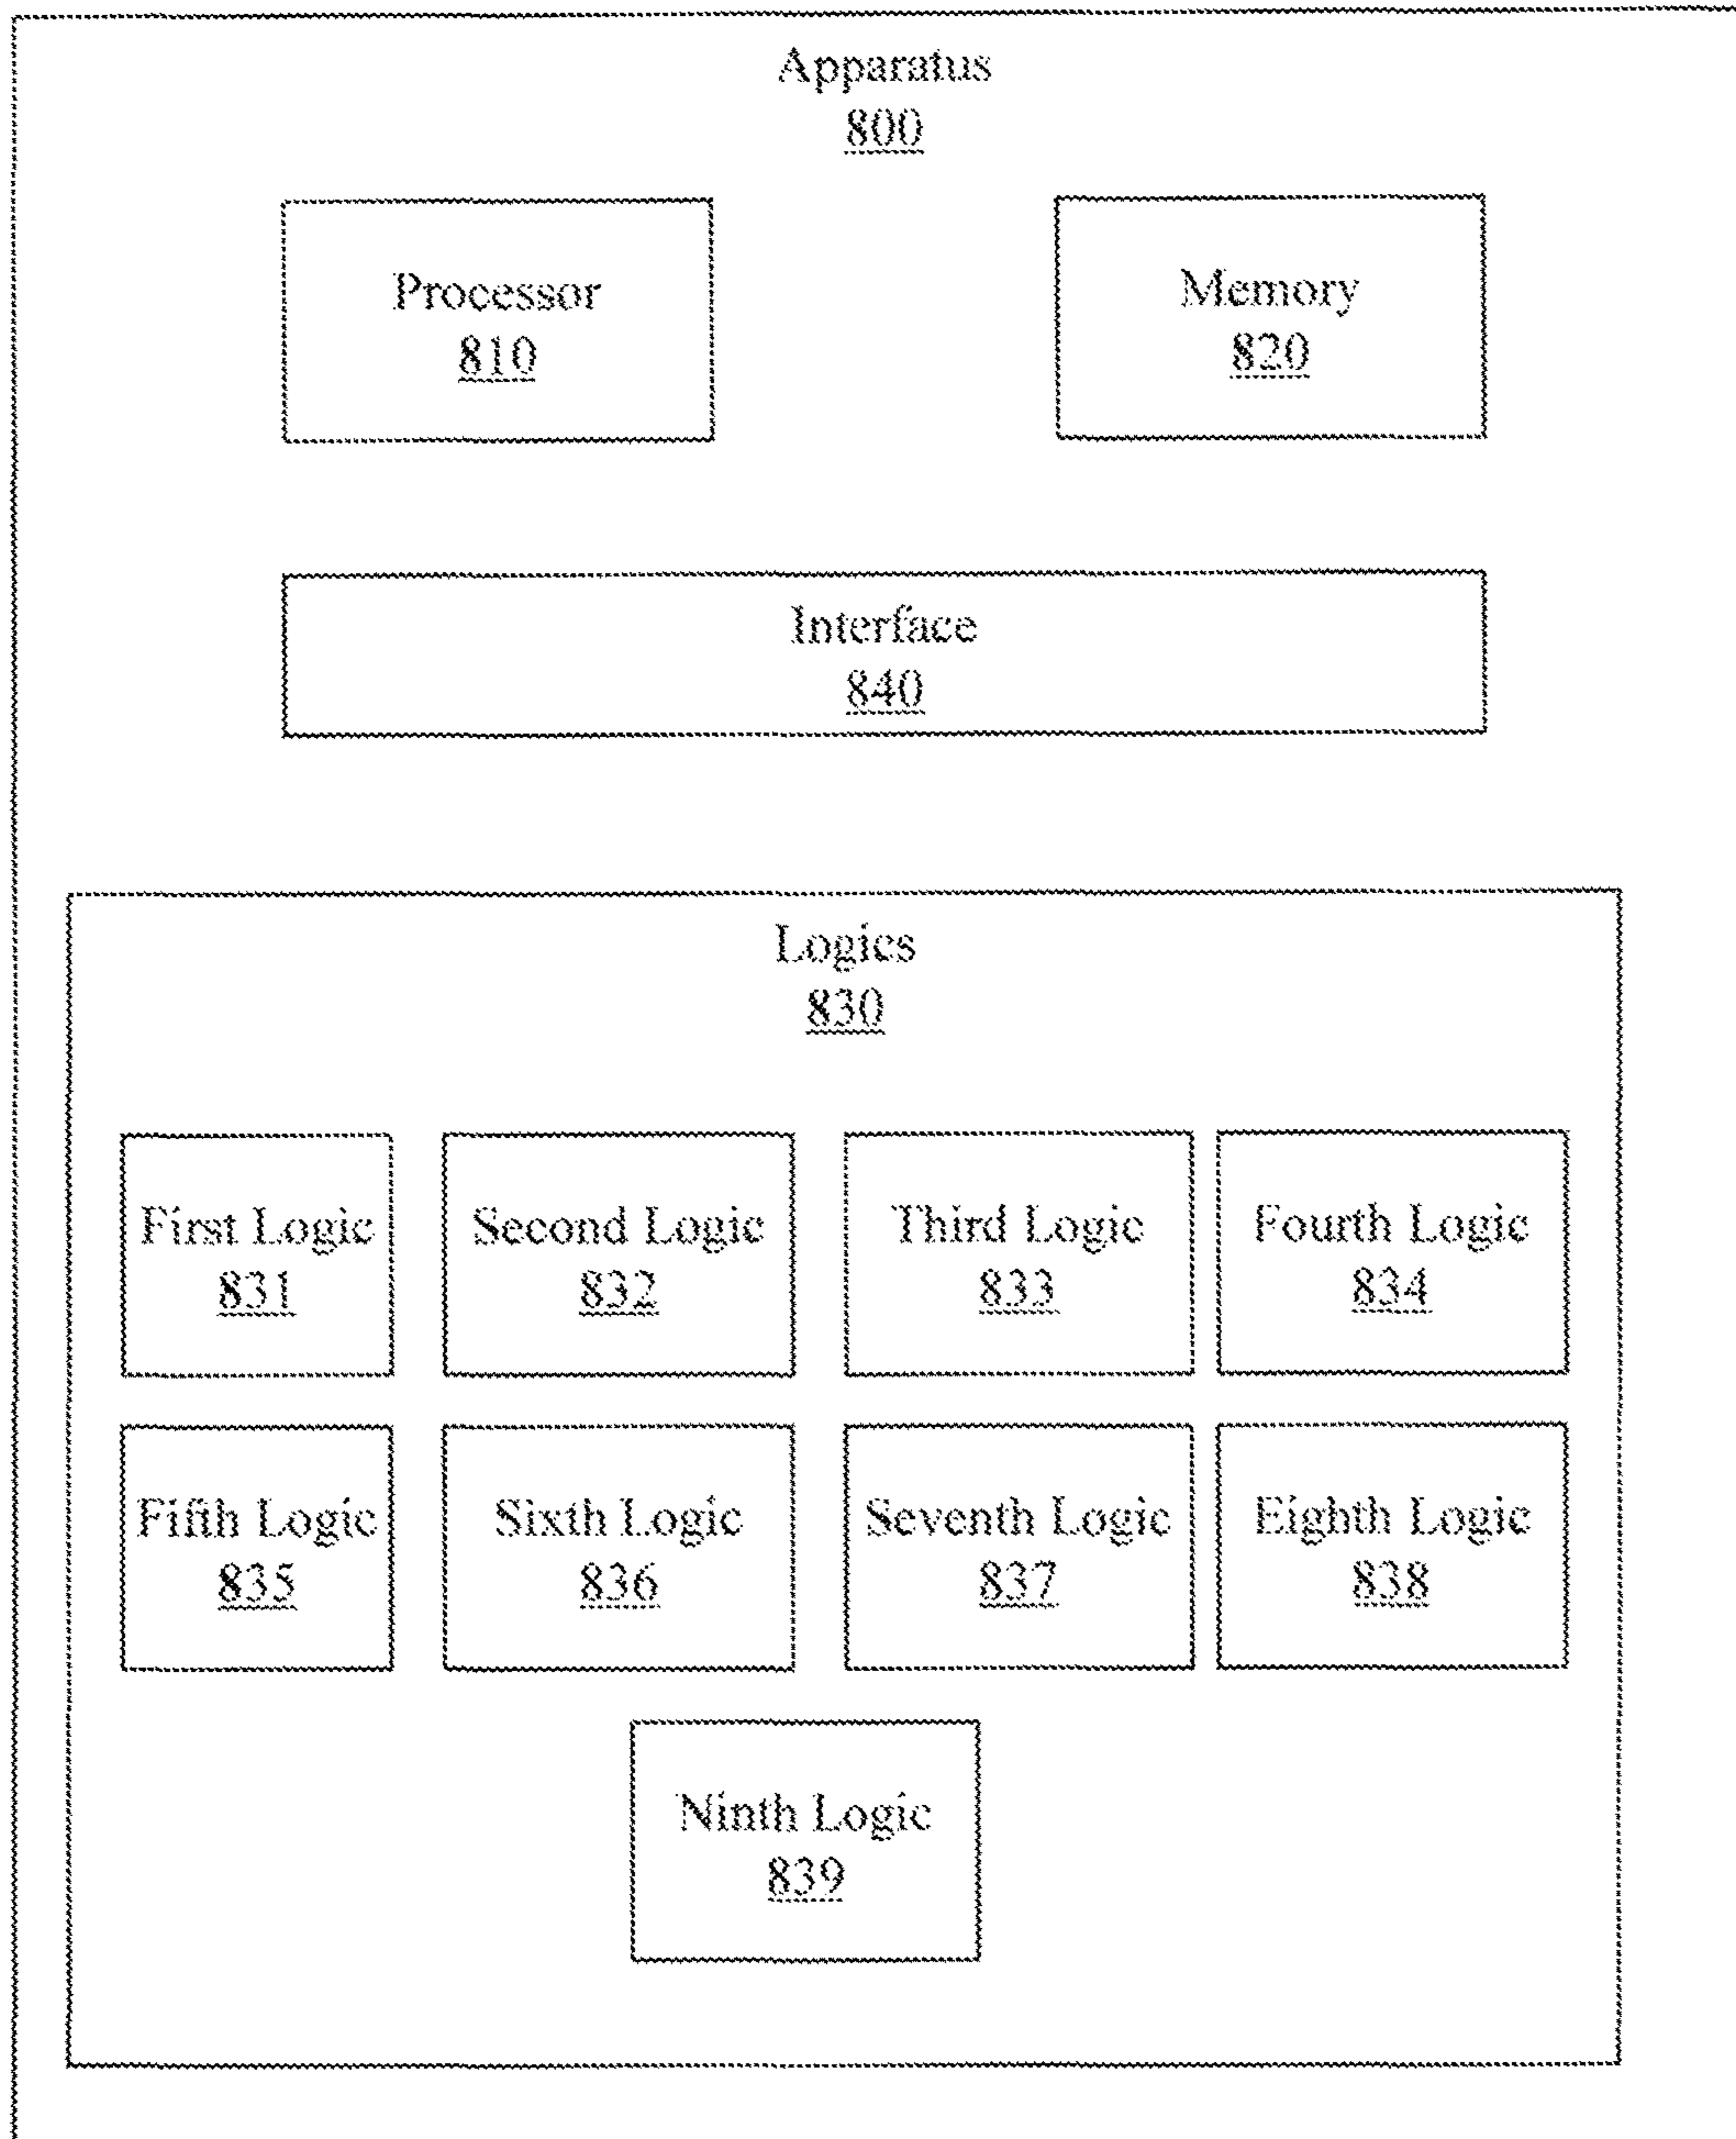 Apparatus
800
Processor
810
Memory
820
Interface
840
Logics
830
First Logic
831
Second Logic
832
Third Logic
833
Fourth Logic
834
Fifth Logic
835
Sixth Logic
836
Seventh Logic
837
Eighth Logic
838
Ninth Logic
839